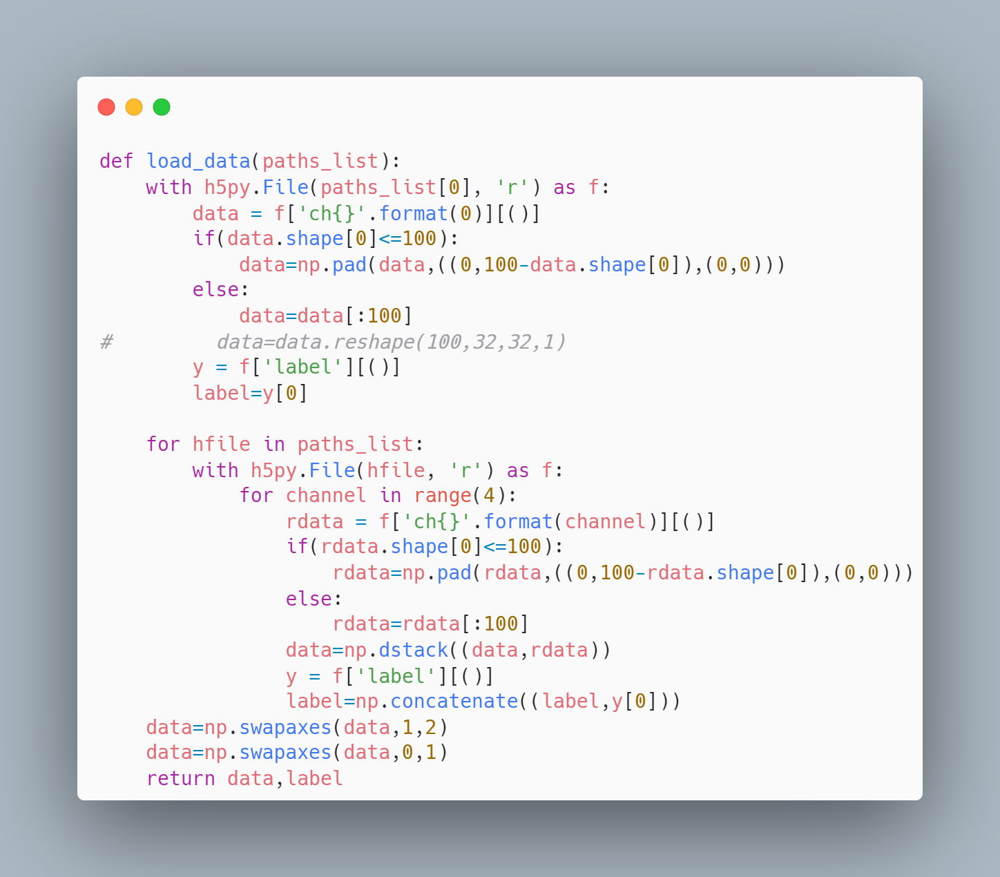 def load_data(paths_list):
    with h5py.File(paths_list[0], 'r') as f:
        data = f['ch{}'.format(0)][()]
        if(data.shape[0]<=100):
            data=np.pad(data,((0,100-data.shape[0]),(0,0)))
        else:
            data=data[:100]
#         data=data.reshape(100,32,32,1)
        y = f['label'][()]
        label=y[0]

    for hfile in paths_list:
        with h5py.File(hfile, 'r') as f:
            for channel in range(4):
                rdata = f['ch{}'.format(channel)][()]
                if(rdata.shape[0]<=100):
                    rdata=np.pad(rdata,((0,100-rdata.shape[0]),(0,0)))
                else:
                    rdata=rdata[:100]
                data=np.dstack((data,rdata))
                y = f['label'][()]
                label=np.concatenate((label,y[0]))
    data=np.swapaxes(data,1,2)
    data=np.swapaxes(data,0,1)
    return data,label